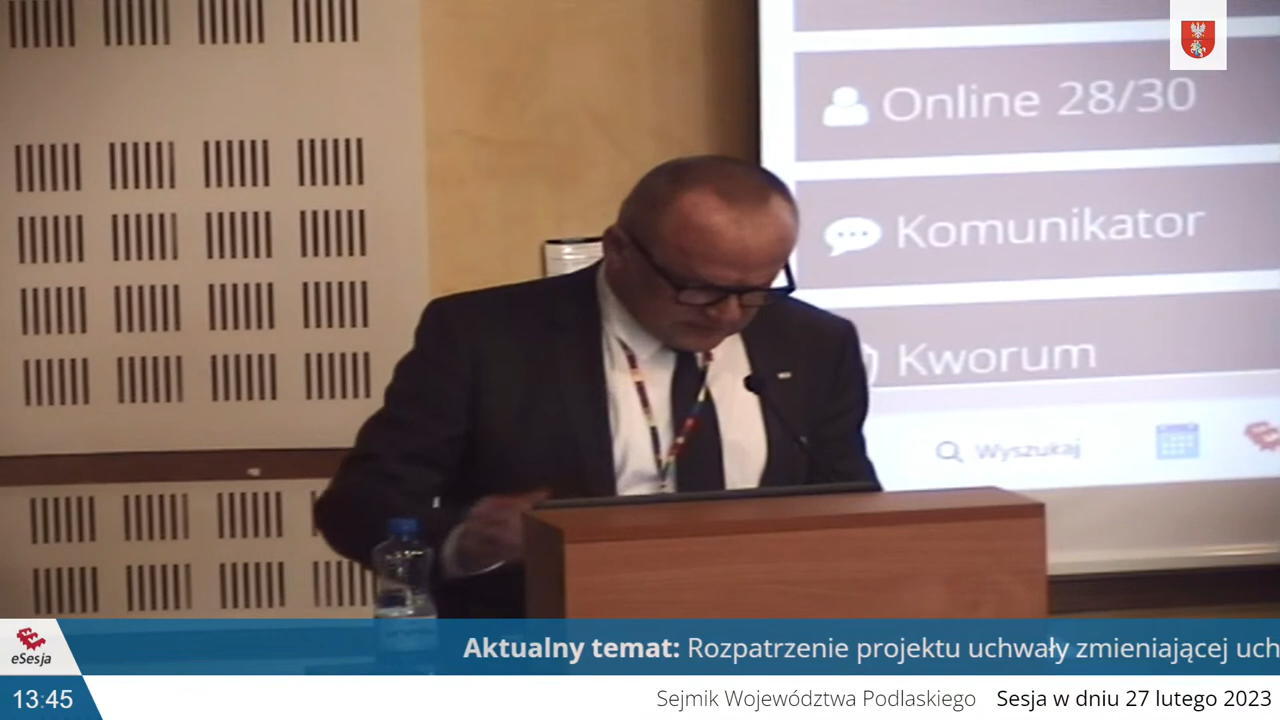 Online 28/30
Komunikator
Kworum
Wyszukaj
Aktualny temat: Rozpatrzenie projektu uchwały zmieniającej uch
eSesja
13:45
Sejmik Województwa Podlaskiego Sesja w dniu 27 lutego 2023